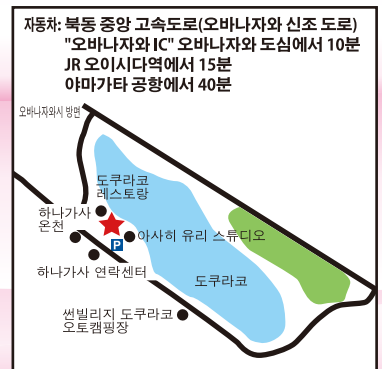 자동차: 북동 중앙 고속도로(오바나자와 신조 도로)
"오바나자와 IC" 오바나자와 도심에서 10분
JR 오이시다역에서 15분
야마가타 공항에서 40분
오바나자와시 방면
도쿠라코
레스토랑
하나가사
온천
P
아사히 유리 스튜디오
하나가사 연락센터
도쿠라코
썬빌리지 도쿠라코
오토캠핑장